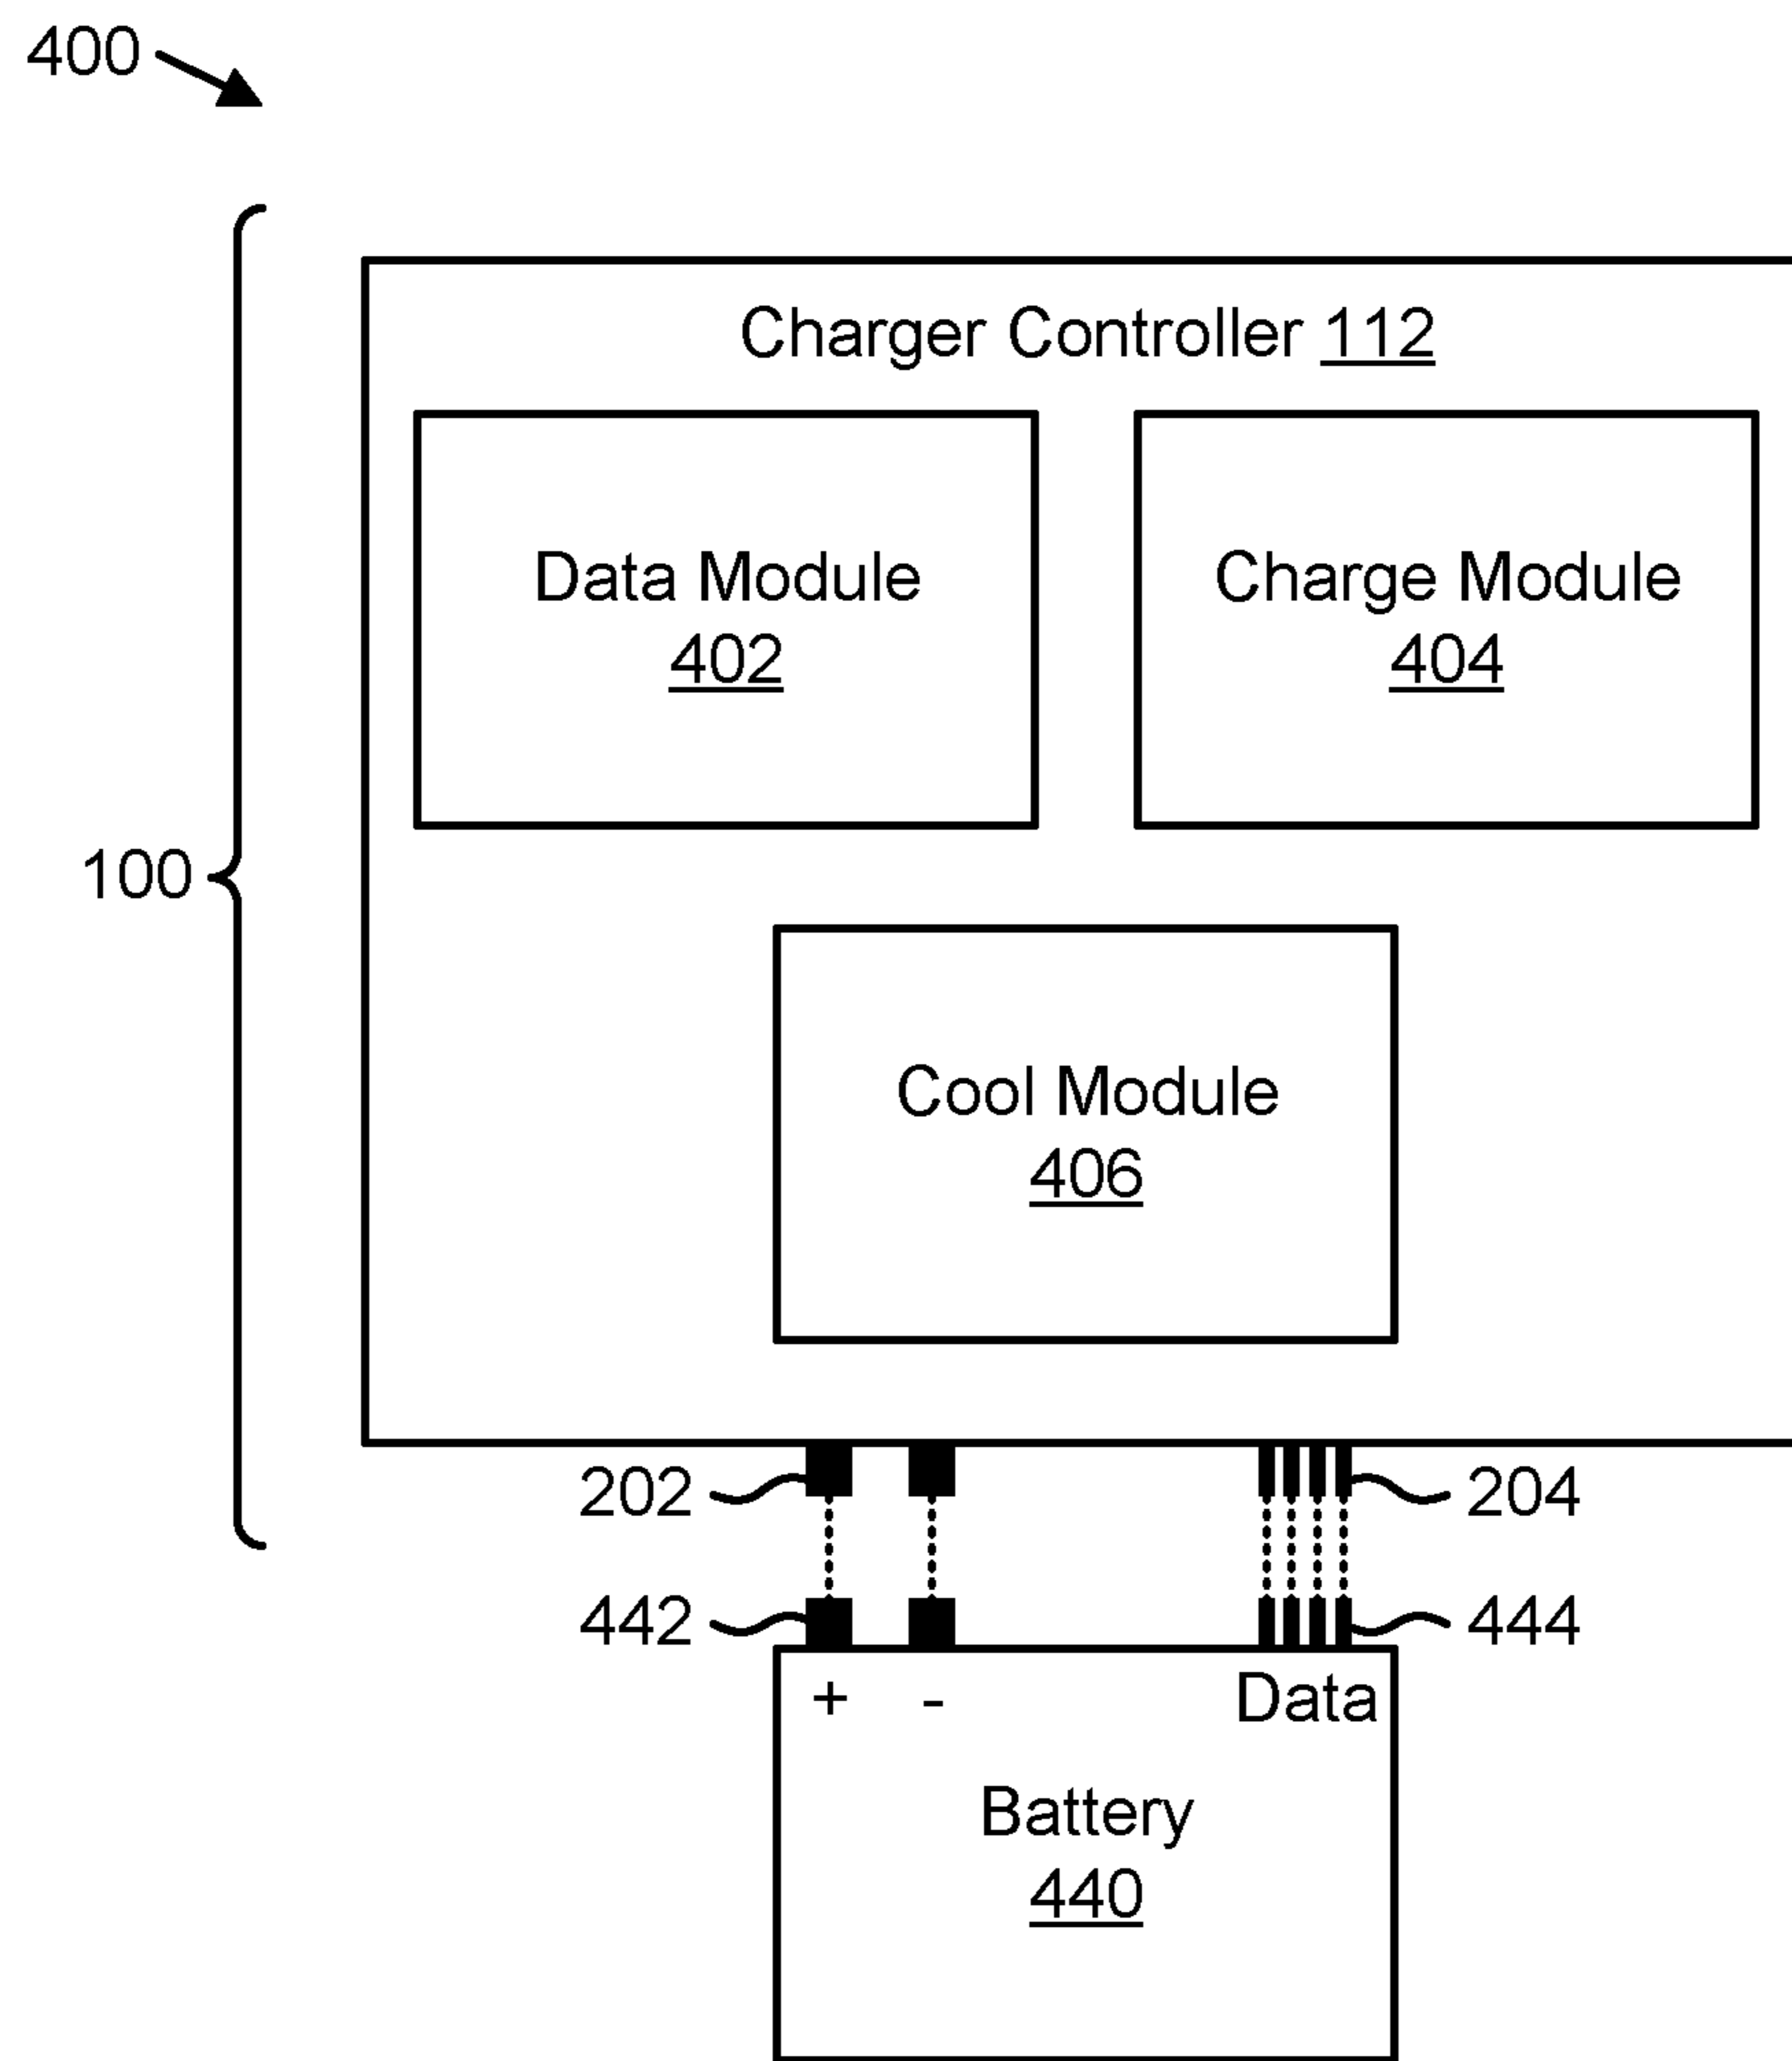 400
Charger Controller 112
Data Module
402
Charge Module
404
100
Cool Module
406
202
204
442
444
+
-
Data
Battery
440